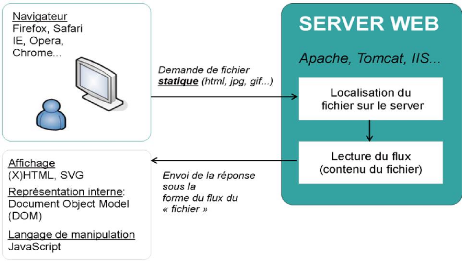 Navigateur
Firefox, Safari
IE, Opera,
Chrome...
Demande de fichier
statique (html, jpg, gif...)
SERVER WEB
Apache, Tomcat, IIS...
Localisation du
fichier sur le server
Lecture du flux
(contenu du fichier)
Envoi de la réponse
sous la
forme du flux du
« fichier »
Affichage
(X)HTML, SVG
Représentation interne:
Document Object Model
(DOM)
Langage de manipulation
JavaScript